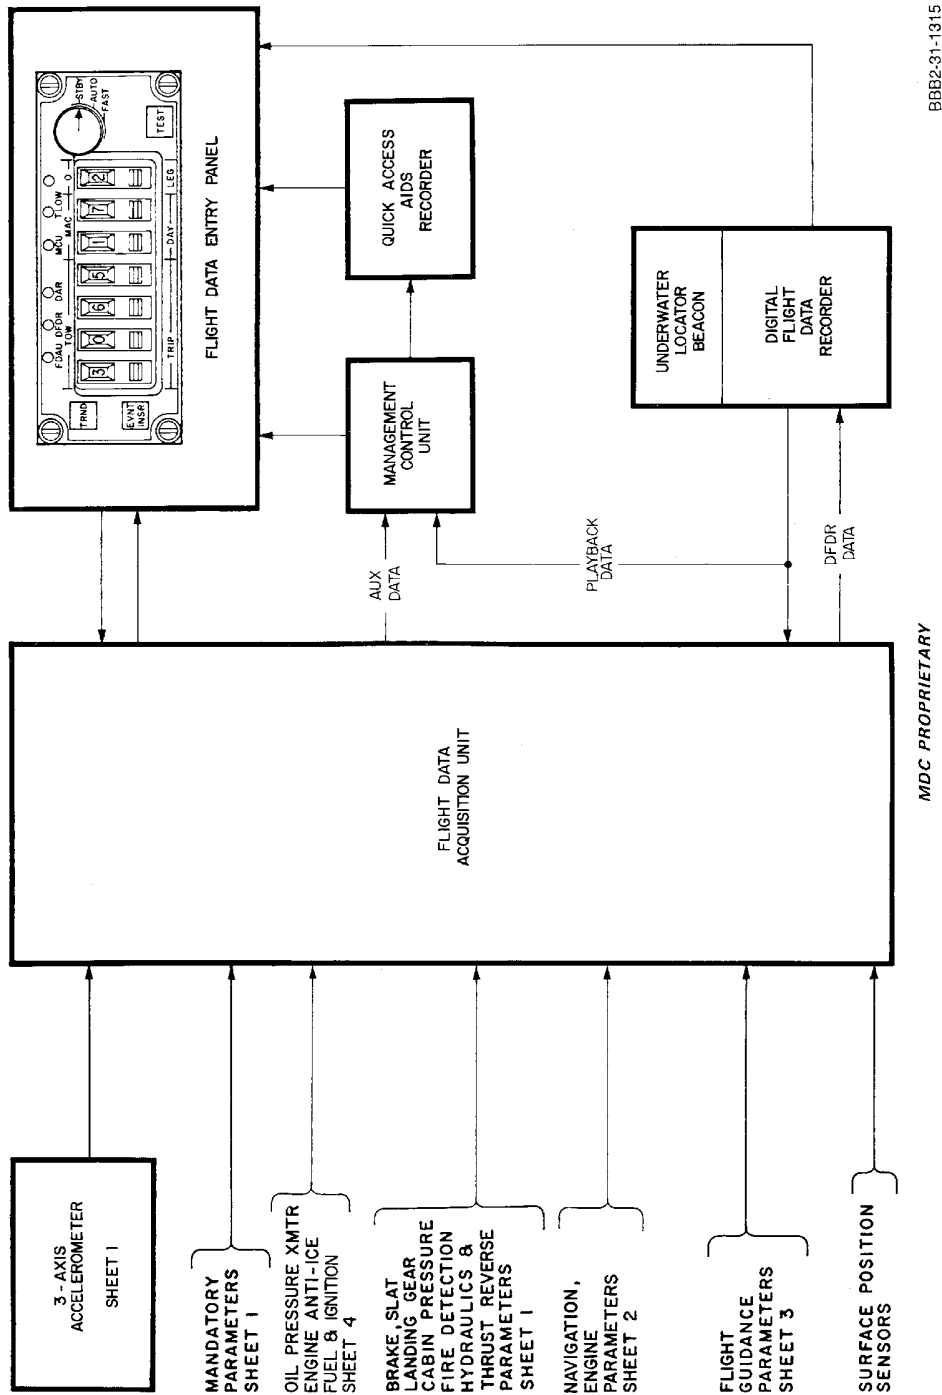 3-AXIS
ACCELEROMETER
SHEET 1
MANDATORY
PARAMETERS
SHEET 1
OIL PRESSURE XMTR
ENGINE ANTI-ICE
FUEL & IGNITION
SHEET 4
BRAKE, SLAT
LANDING GEAR
CABIN PRESSURE
FIRE DETECTION
HYDRAULICS &
THRUST REVERSE
PARAMETERS
SHEET 1
NAVIGATION,
ENGINE
PARAMETERS
SHEET 2
FLIGHT
GUIDANCE
PARAMETERS
SHEET 3
SURFACE POSITION
SENSORS
FLIGHT DATA
ACQUISITION UNIT
AUX
DATA
PLAYBACK
DATA
DFDR
DATA
TRND
EVNT
INSR
FDAU DFDR DAR MCU TLOW
TOW MAC 0
3 0 6 5 1 7 2
TRIP DAY LEG
STBY
AUTO
FAST
TEST
FLIGHT DATA ENTRY PANEL
MANAGEMENT
CONTROL
UNIT
QUICK ACCESS
AIDS
RECORDER
UNDERWATER
LOCATOR
BEACON
DIGITAL
FLIGHT
DATA
RECORDER
MDC PROPRIETARY
BBB2-31-1315